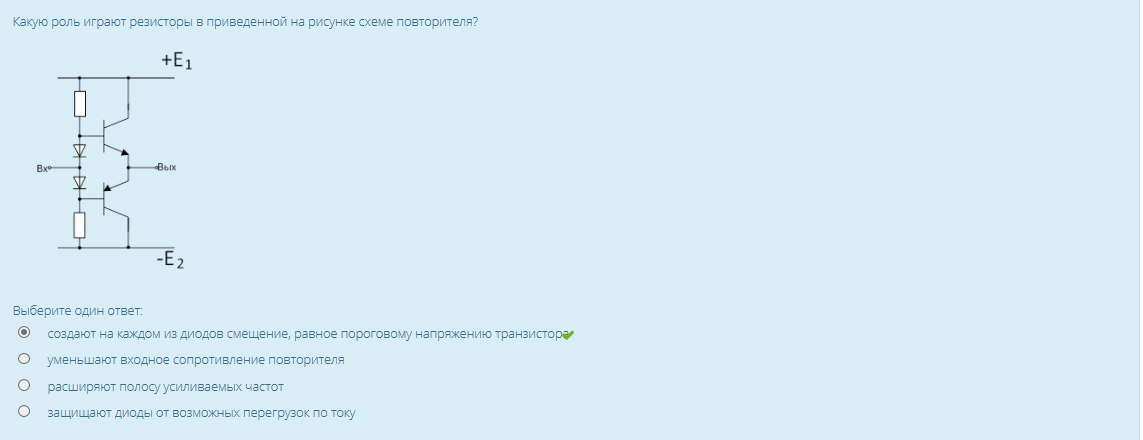 Какую роль играют резисторы в приведенной на рисунке схеме повторителя?
+E1
Вх
Вых
-E2
Выберите один ответ:
создают на каждом из диодов смещение, равное пороговому напряжению транзистора
уменьшают входное сопротивление повторителя
расширяют полосу усиливаемых частот
защищают диоды от возможных перегрузок по току